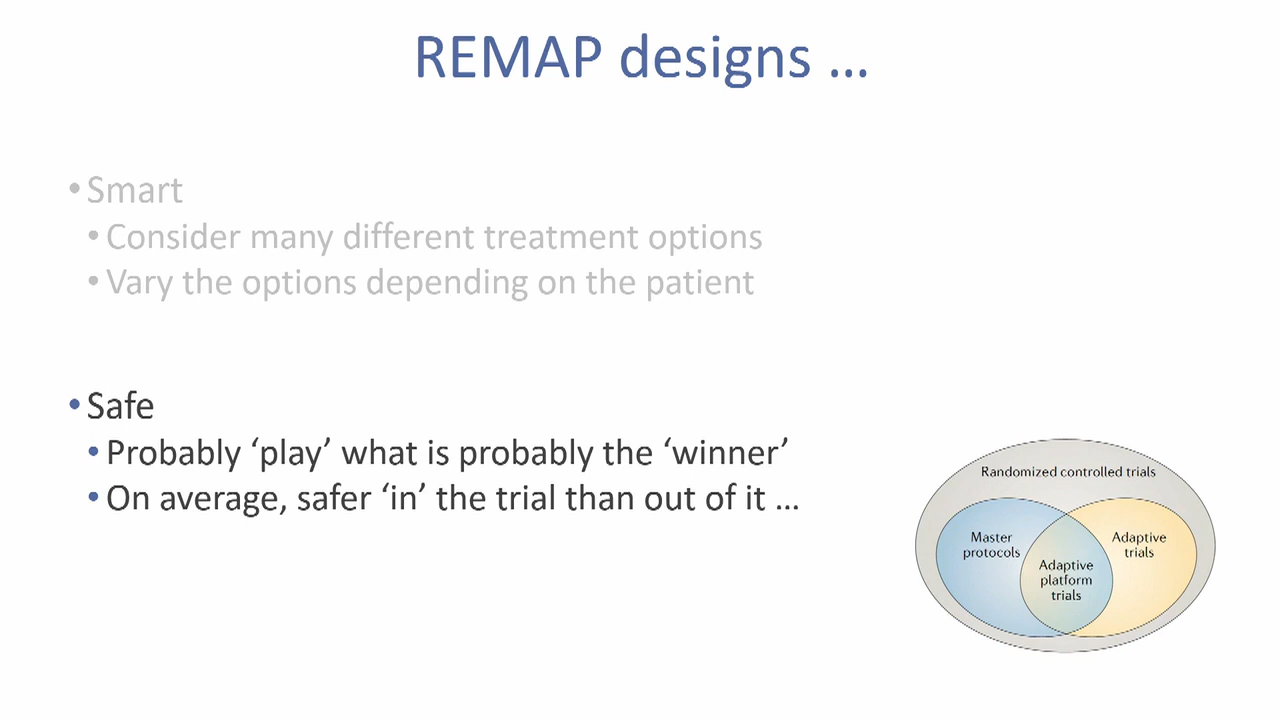 REMAP designs ...
• Smart
• Consider many different treatment options
• Vary the options depending on the patient
• Safe
• Probably ‘play’ what is probably the ‘winner’
• On average, safer ‘in’ the trial than out of it ...
Randomized controlled trials
Master
protocols
Adaptive
platform
trials
Adaptive
trials